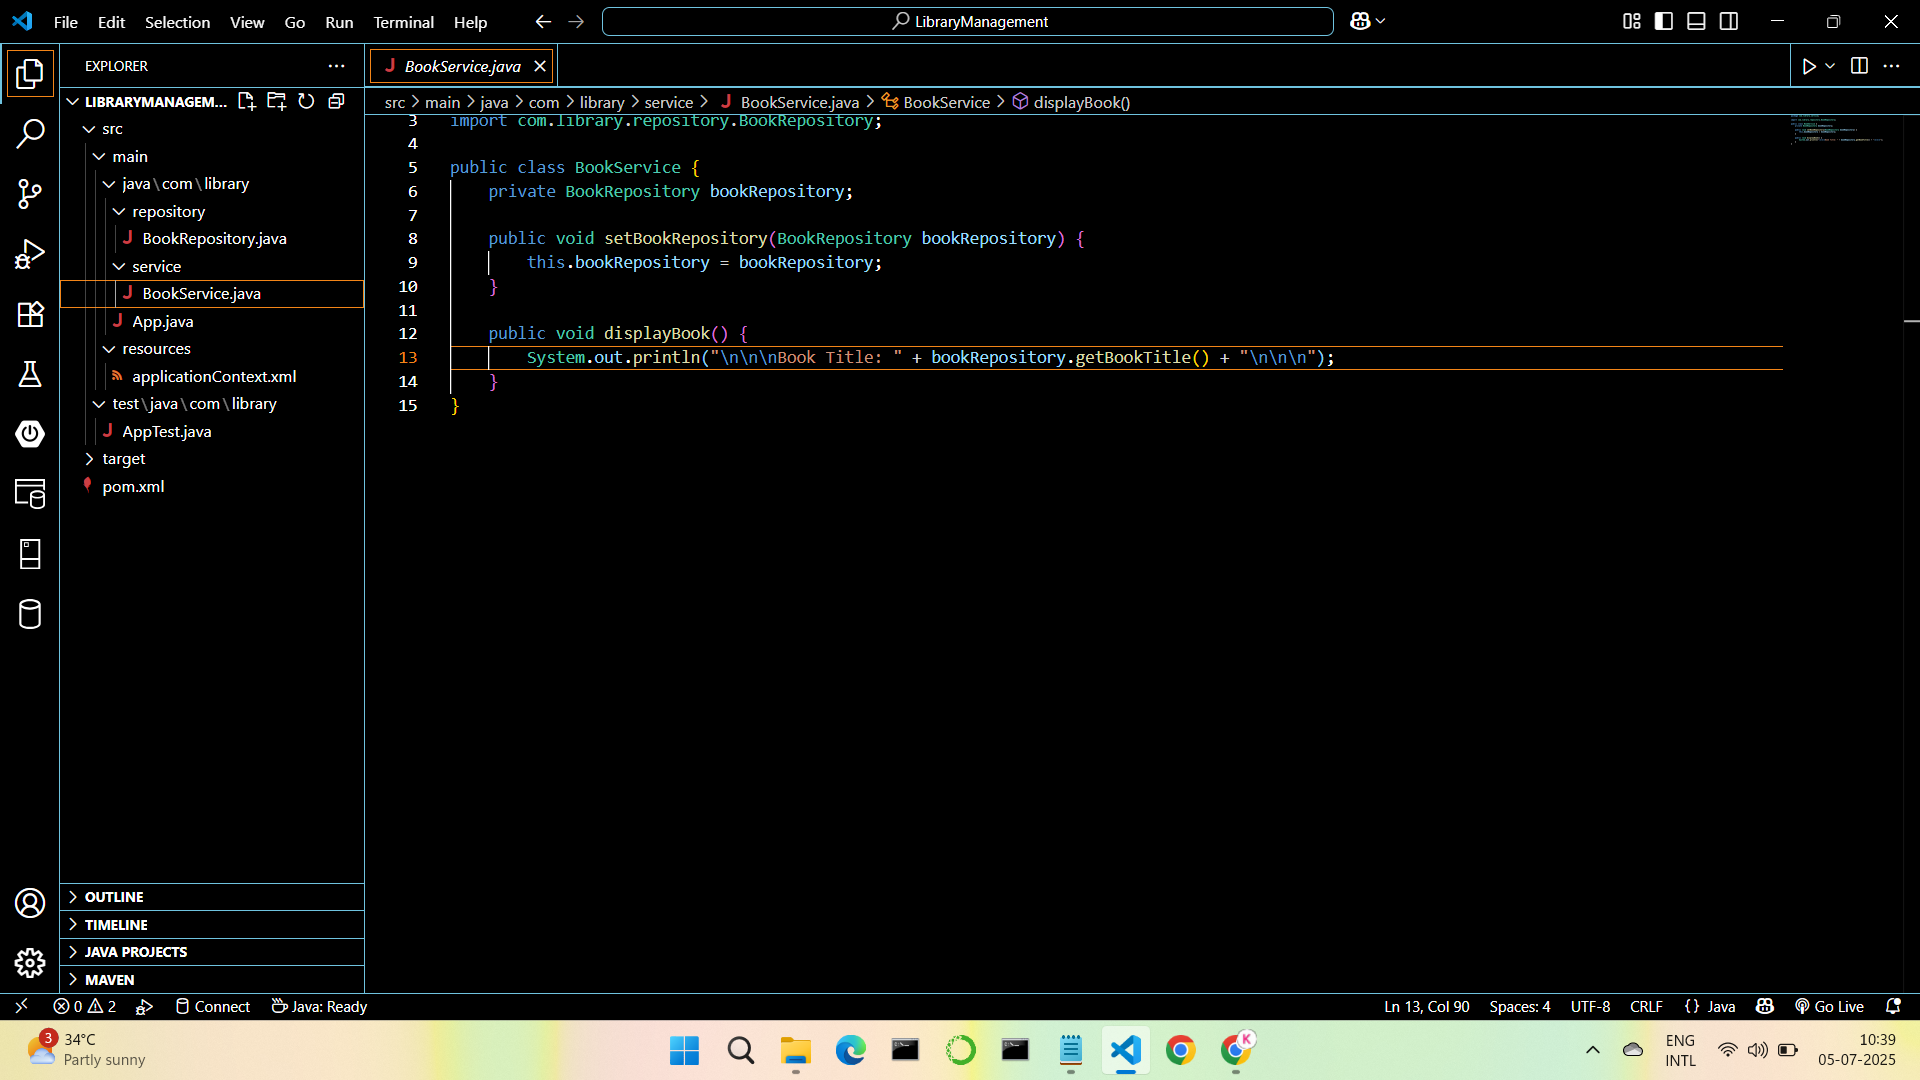 File Edit Selection View Go Run Terminal Help
LibraryManagement
EXPLORER
LIBRARYMANAGEM...
src
main
java\com\library
repository
BookRepository.java
service
BookService.java
App.java
resources
applicationContext.xml
test\java\com\library
AppTest.java
target
pom.xml
OUTLINE
TIMELINE
JAVA PROJECTS
MAVEN
BookService.java
src > main > java > com > library > service > BookService.java > BookService > displayBook()
3 import com.library.repository.BookRepository;
4
5 public class BookService {
6 private BookRepository bookRepository;
7
8 public void setBookRepository(BookRepository bookRepository) {
9 this.bookRepository = bookRepository;
10 }
11
12 public void displayBook() {
13 System.out.println("\n\n\nBook Title: " + bookRepository.getBookTitle() + "\n\n\n");
14 }
15 }
0 2 Connect Java: Ready
Ln 13, Col 90 Spaces: 4 UTF-8 CRLF {} Java Go Live
3
34°C
Partly sunny
K
ENG
INTL
10:39
05-07-2025